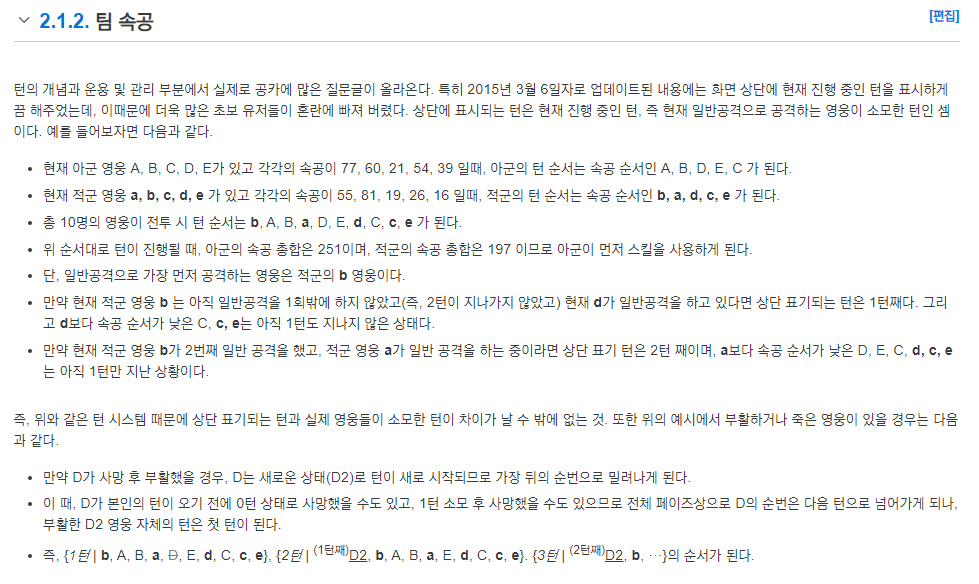 2.1.2. 팀 속공
[편집]
턴의 개념과 운용 및 관리 부분에서 실제로 공카에 많은 질문글이 올라온다. 특히 2015년 3월 6일자로 업데이트된 내용에는 화면 상단에 현재 진행 중인 턴을 표시하게
끔 해주었는데, 이때문에 더욱 많은 초보 유저들이 혼란에 빠져 버렸다. 상단에 표시되는 턴은 현재 진행 중인 턴, 즉 현재 일반공격으로 공격하는 영웅이 소모한 턴인 셈
이다. 예를 들어보자면 다음과 같다.
• 현재 아군 영웅 A, B, C, D, E가 있고 각각의 속공이 77, 60, 21, 54, 39 일때, 아군의 턴 순서는 속공 순서인 A, B, D, E, C 가 된다.
• 현재 적군 영웅 a, b, c, d, e 가 있고 각각의 속공이 55, 81, 19, 26, 16 일때, 적군의 턴 순서는 속공 순서인 b, a, d, c, e 가 된다.
• 총 10명의 영웅이 전투 시 턴 순서는 b, A, B, a, D, E, d, C, c, e 가 된다.
• 위 순서대로 턴이 진행될 때, 아군의 속공 총합은 251이며, 적군의 속공 총합은 197 이므로 아군이 먼저 스킬을 사용하게 된다.
• 단, 일반공격으로 가장 먼저 공격하는 영웅은 적군의 b 영웅이다.
• 만약 현재 적군 영웅 b 는 아직 일반공격을 1회밖에 하지 않았고(즉, 2턴이 지나가지 않았고) 현재 d가 일반공격을 하고 있다면 상단 표기되는 턴은 1턴째다. 그리
고 d보다 속공 순서가 낮은 C, c, e는 아직 1턴도 지나지 않은 상태다.
• 만약 현재 적군 영웅 b가 2번째 일반 공격을 했고, 적군 영웅 a가 일반 공격을 하는 중이라면 상단 표기 턴은 2턴 째이며, a보다 속공 순서가 낮은 D, E, C, d, c, e
는 아직 1턴만 지난 상황이다.
즉, 위와 같은 턴 시스템 때문에 상단 표기되는 턴과 실제 영웅들이 소모한 턴이 차이가 날 수 밖에 없는 것. 또한 위의 예시에서 부활하거나 죽은 영웅이 있을 경우는 다음
과 같다.
• 만약 D가 사망 후 부활했을 경우, D는 새로운 상태(D2)로 턴이 새로 시작되므로 가장 뒤의 순번으로 밀려나게 된다.
• 이 때, D가 본인의 턴이 오기 전에 0턴 상태로 사망했을 수도 있고, 1턴 소모 후 사망했을 수도 있으므로 전체 페이즈상으로 D의 순번은 다음 턴으로 넘어가게 되나,
부활한 D2 영웅 자체의 턴은 첫 턴이 된다.
• 즉, {1턴 | b, A, B, a, D, E, d, C, c, e}, {2턴 | (1턴째)D2, b, A, B, a, E, d, C, c, e}. {3턴 | (2턴째)D2, b, …}의 순서가 된다.